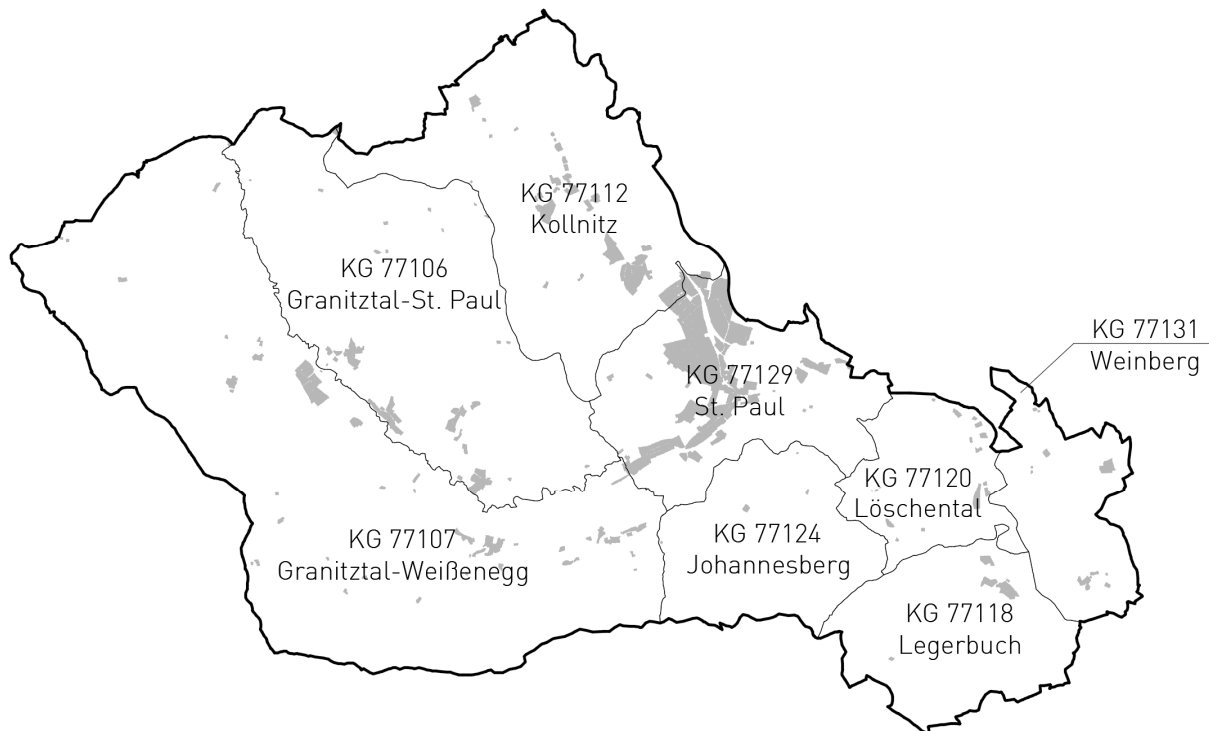 KG 77112
Kollnitz
KG 77106
Granitztal-St. Paul
KG 77131
Weinberg
KG 77129
St. Paul
KG 77120
Löschental
KG 77124
Johannesberg
KG 77107
Granitztal-Weißenegg
KG 77118
Legerbuch